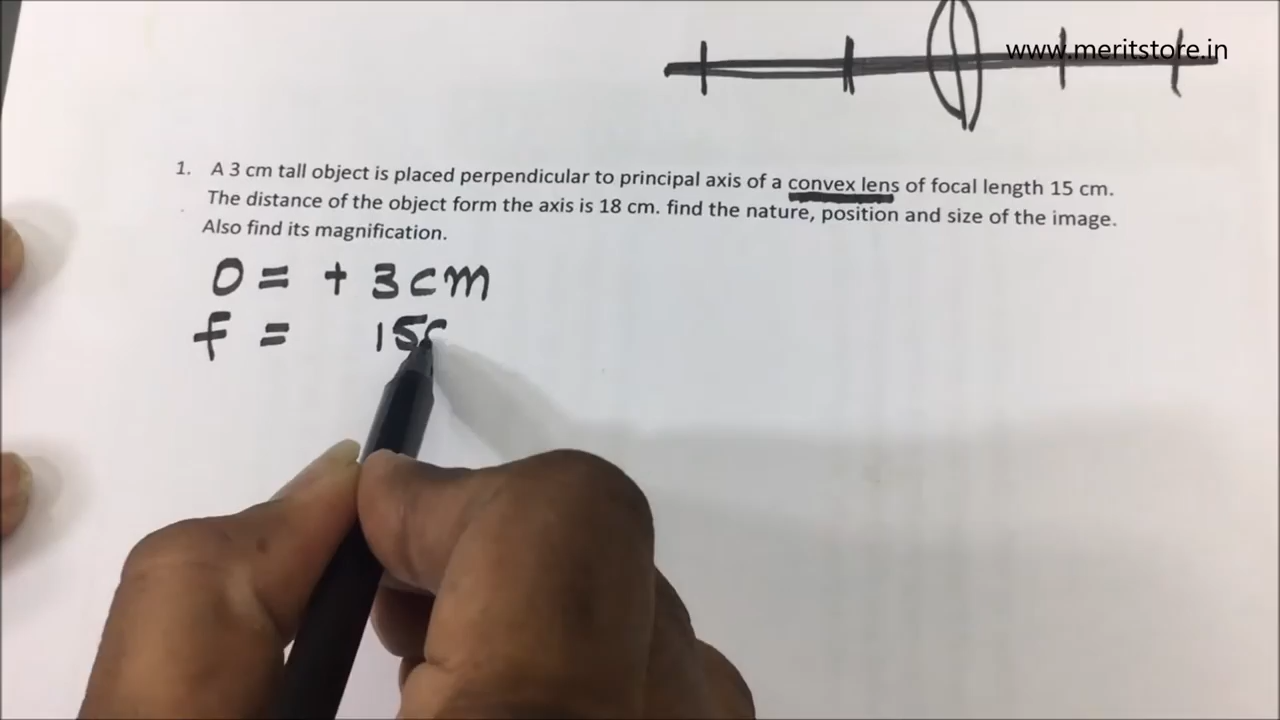 www.meritstore.in
1. A 3 cm tall object is placed perpendicular to principal axis of a convex lens of focal length 15 cm.
The distance of the object form the axis is 18 cm. find the nature, position and size of the image.
Also find its magnification.
O = + 3 cm
f = 15c